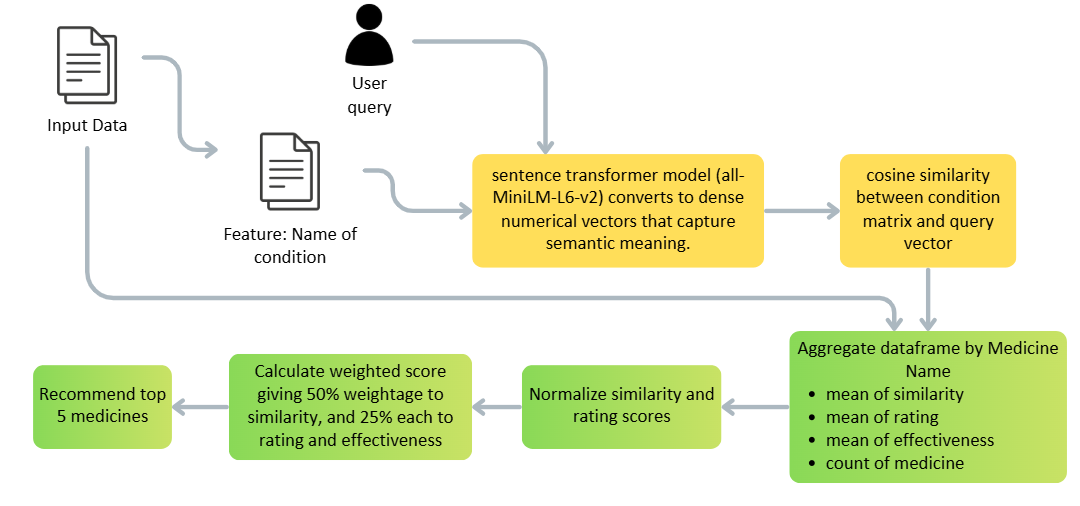 Input Data
User
query
Feature: Name of
condition
sentence transformer model (all-
MiniLM-L6-v2) converts to dense
numerical vectors that capture
semantic meaning.
cosine similarity
between condition
matrix and query
vector
Aggregate dataframe by Medicine
Name
• mean of similarity
• mean of rating
• mean of effectiveness
• count of medicine
Normalize similarity and
rating scores
Calculate weighted score
giving 50% weightage to
similarity, and 25% each to
rating and effectiveness
Recommend top
5 medicines